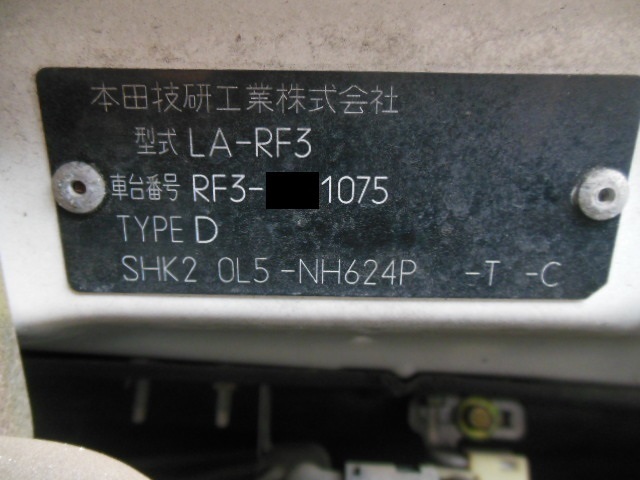 本田技研工業株式会社
型式 LA-RF3
車台番号 RF3- 1075
TYPE D
SHK2 0L5 -NH624P -T -C